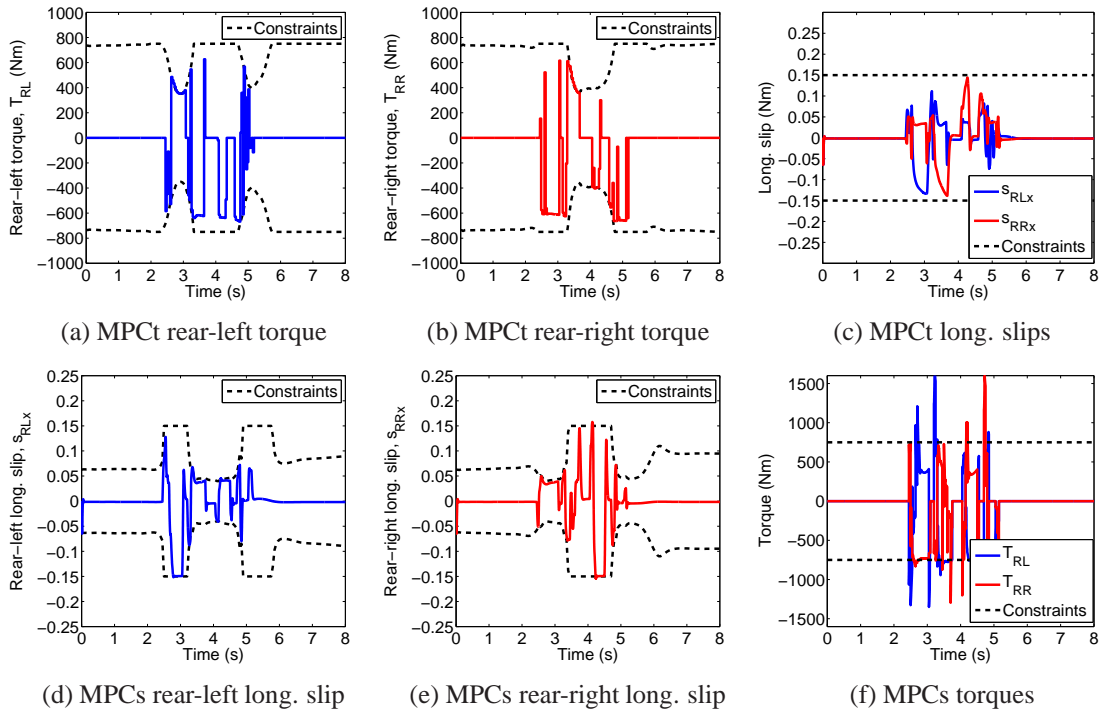 1000
800
600
400
200
0
−200
−400
−600
−800
−1000
Rear−left torque, T_RL (Nm)
Constraints
0 1 2 3 4 5 6 7 8
Time (s)
(a) MPCt rear-left torque
1000
800
600
400
200
0
−200
−400
−600
−800
−1000
Rear−right torque, T_RR (Nm)
Constraints
0 1 2 3 4 5 6 7 8
Time (s)
(b) MPCt rear-right torque
0.25
0.2
0.15
0.1
0.05
0
−0.05
−0.1
−0.15
−0.2
−0.25
Long. slip (Nm)
s_RLx
s_RRx
Constraints
0 1 2 3 4 5 6 7 8
Time (s)
(c) MPCt long. slips
0.25
0.2
0.15
0.1
0.05
0
−0.05
−0.1
−0.15
−0.2
−0.25
Rear−left long. slip, s_RLx
Constraints
0 1 2 3 4 5 6 7 8
Time (s)
(d) MPCs rear-left long. slip
0.25
0.2
0.15
0.1
0.05
0
−0.05
−0.1
−0.15
−0.2
−0.25
Rear−right long. slip, s_RRx
Constraints
0 1 2 3 4 5 6 7 8
Time (s)
(e) MPCs rear-right long. slip
1500
1000
500
0
−500
−1000
−1500
Torque (Nm)
T_RL
T_RR
Constraints
0 1 2 3 4 5 6 7 8
Time (s)
(f) MPCs torques